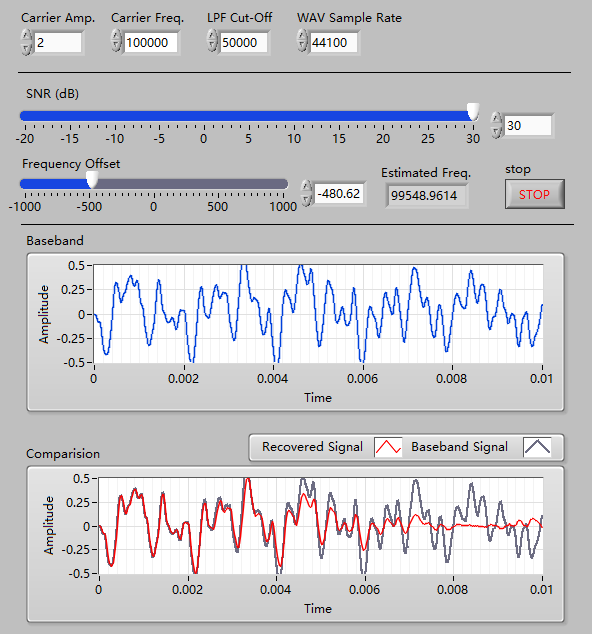 Carrier Amp. Carrier Freq. LPF Cut-Off WAV Sample Rate
2 100000 50000 44100
SNR (dB)
-20 -15 -10 -5 0 5 10 15 20 25 30
30
Frequency Offset
-1000 -500 0 500 1000
-480.62
Estimated Freq.
99548.9614
stop
STOP
Baseband
Amplitude
0.5
0.25
0
-0.25
-0.5
0 0.002 0.004 0.006 0.008 0.01
Time
Comparision
Recovered Signal Baseband Signal
Amplitude
0.5
0.25
0
-0.25
-0.5
0 0.002 0.004 0.006 0.008 0.01
Time